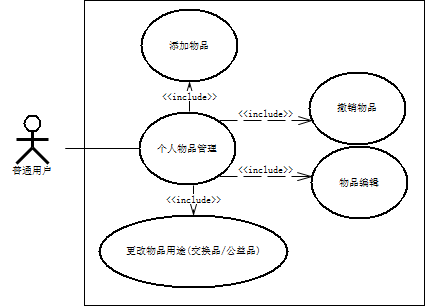 添加物品
<<include>>
<<include>>
撤销物品
个人物品管理
普通用户
<<include>>
物品编辑
<<include>>
更改物品用途(交换品/公益品)